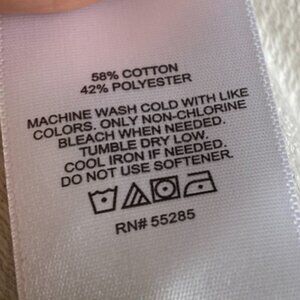 58% COTTON
42% POLYESTER
MACHINE WASH COLD WITH LIKE
COLORS. ONLY NON-CHLORINE
BLEACH WHEN NEEDED.
TUMBLE DRY LOW.
COOL IRON IF NEEDED.
DO NOT USE SOFTENER.
RN# 55285